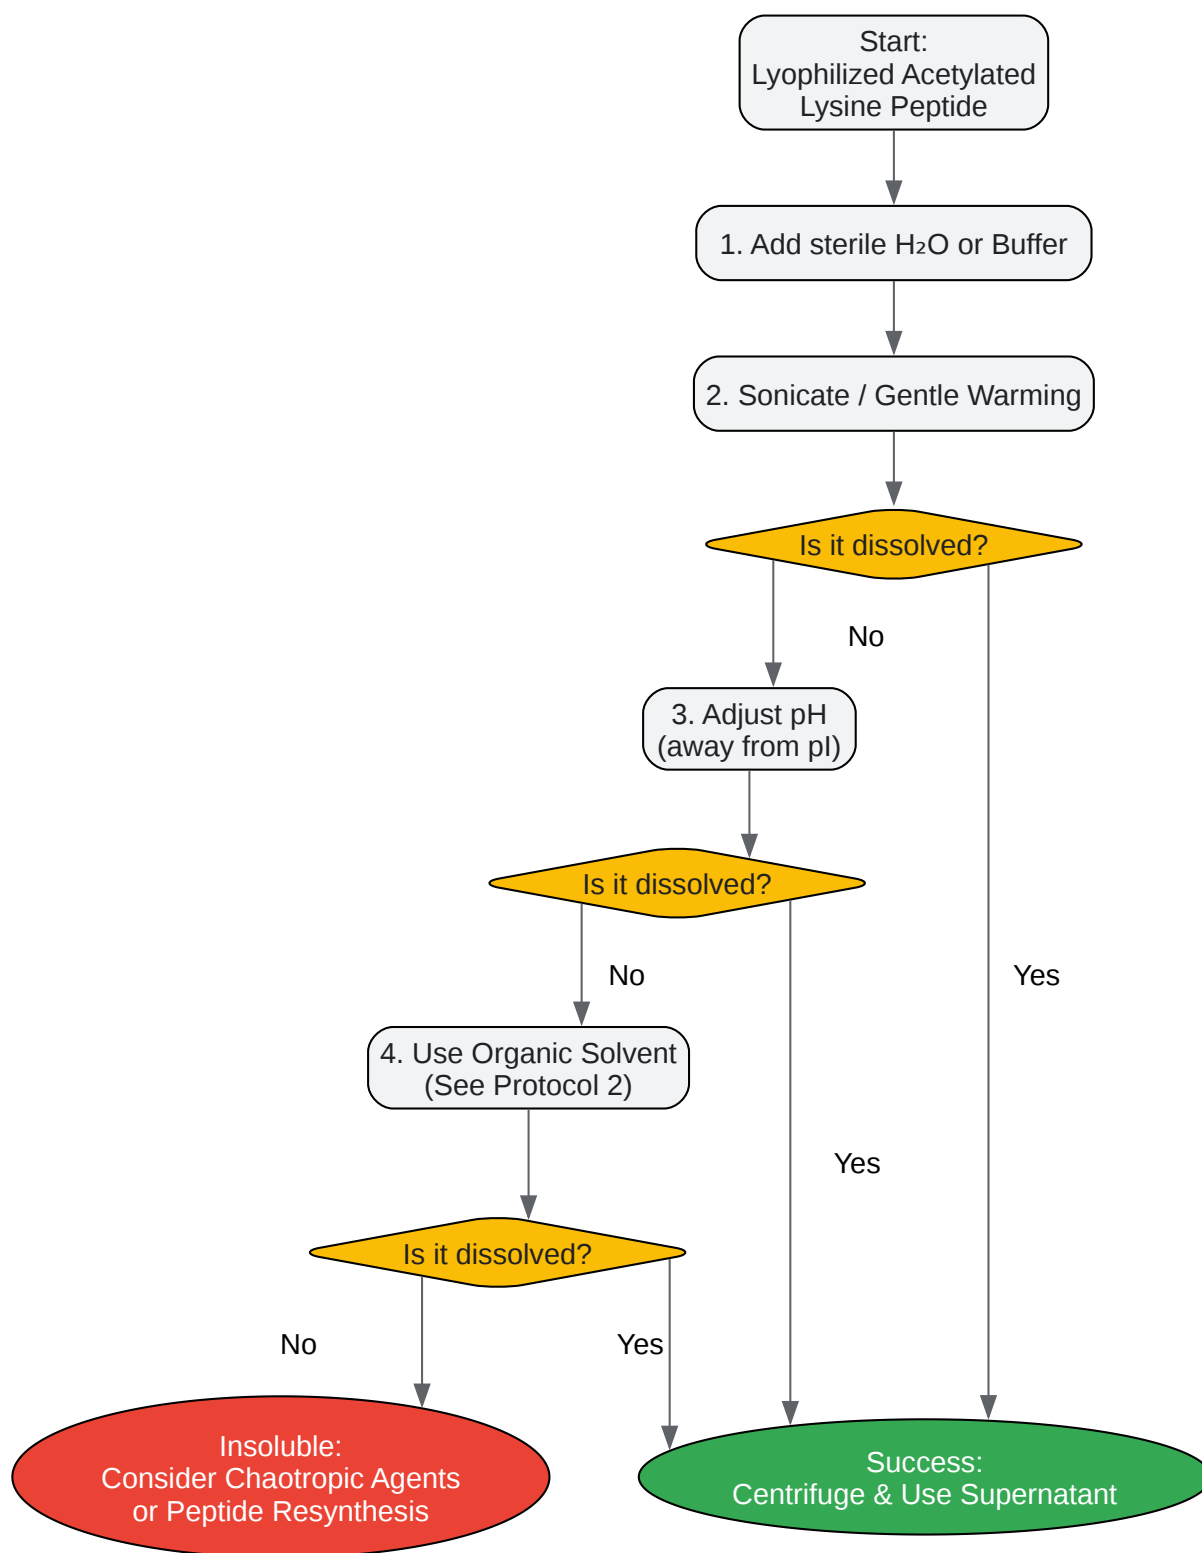 Start:
Lyophilized Acetylated
Lysine Peptide
1. Add sterile H₂O or Buffer
2. Sonicate / Gentle Warming
Is it dissolved?
No
3. Adjust pH
(away from pI)
Is it dissolved?
No
Yes
4. Use Organic Solvent
(See Protocol 2)
Yes
Is it dissolved?
No
Yes
Insoluble:
Consider Chaotropic Agents
or Peptide Resynthesis
Success:
Centrifuge & Use Supernatant